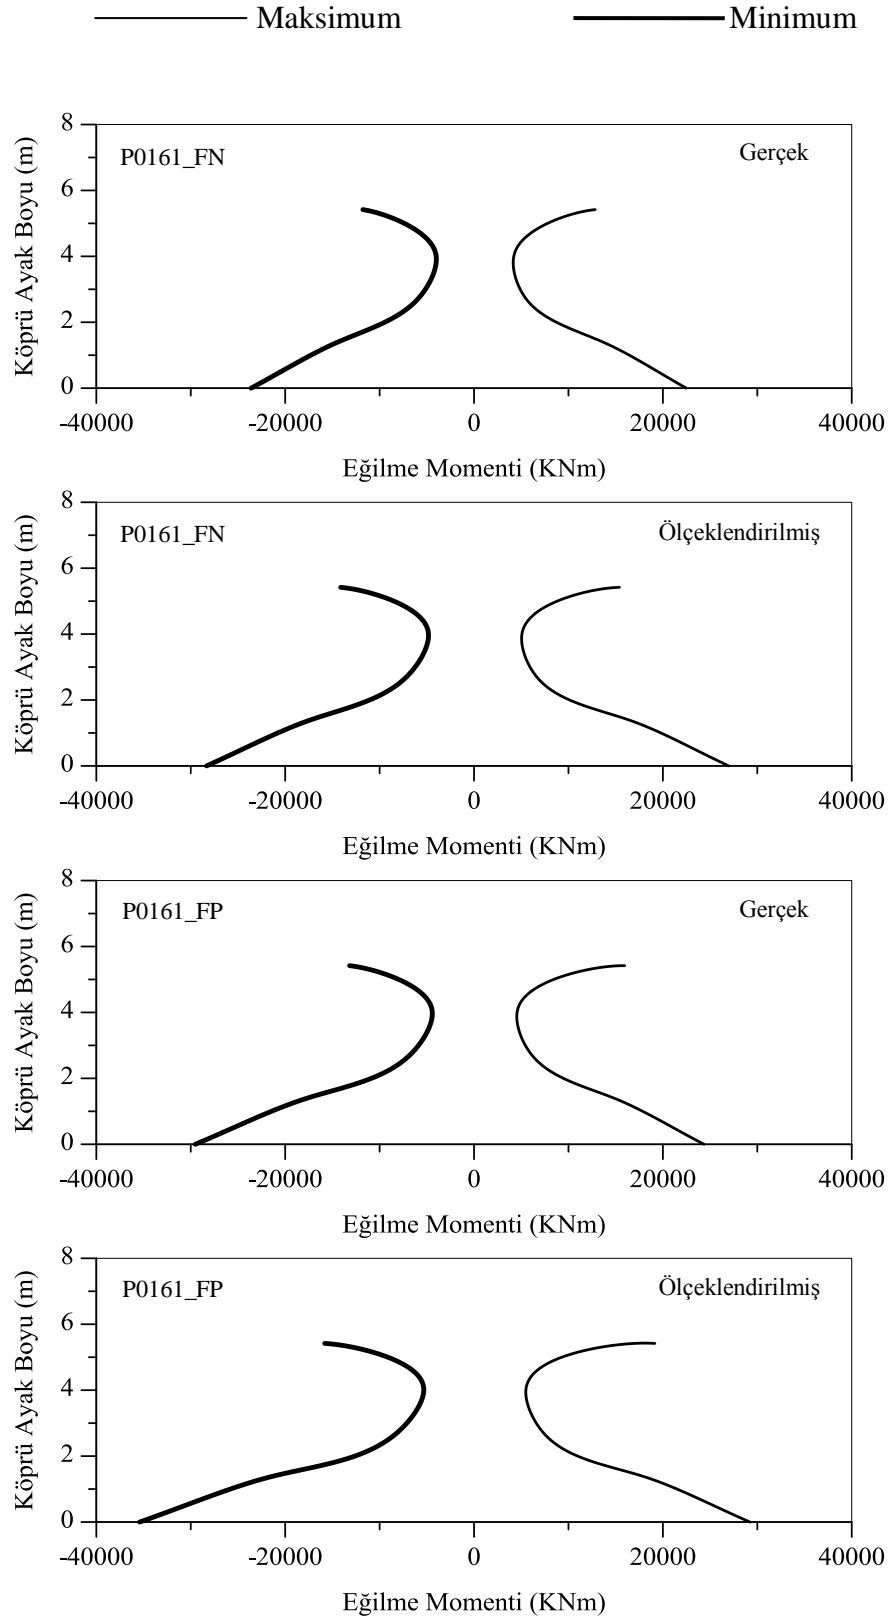 Maksimum Minimum
8
P0161_FN Gerçek
6
4
2
0
Köprü Ayak Boyu (m)
-40000 -20000 0 20000 40000
Eğilme Momenti (KNm)
8
P0161_FN Ölçeklendirilmiş
6
4
2
0
Köprü Ayak Boyu (m)
-40000 -20000 0 20000 40000
Eğilme Momenti (KNm)
8
P0161_FP Gerçek
6
4
2
0
Köprü Ayak Boyu (m)
-40000 -20000 0 20000 40000
Eğilme Momenti (KNm)
8
P0161_FP Ölçeklendirilmiş
6
4
2
0
Köprü Ayak Boyu (m)
-40000 -20000 0 20000 40000
Eğilme Momenti (KNm)